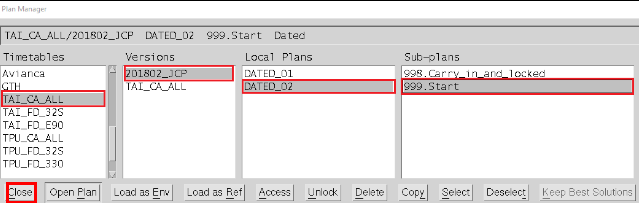 Plan Manager
TAI_CA_ALL/201802_JCP DATED_02 999.Start Dated
Timetables Versions Local Plans Sub-plans
Avianca 201802_JCP DATED_01 998.Carry_in_and_locked
GTH TAI_CA_ALL DATED_02 999.Start
TAI_CA_ALL
TAI_FD_32S
TAI_FD_E90
TPU_CA_ALL
TPU_FD_32S
TPU_FD_330
Close Open Plan Load as Env Load as Ref Access Unlock Delete Copy Select Deselect Keep Best Solutions